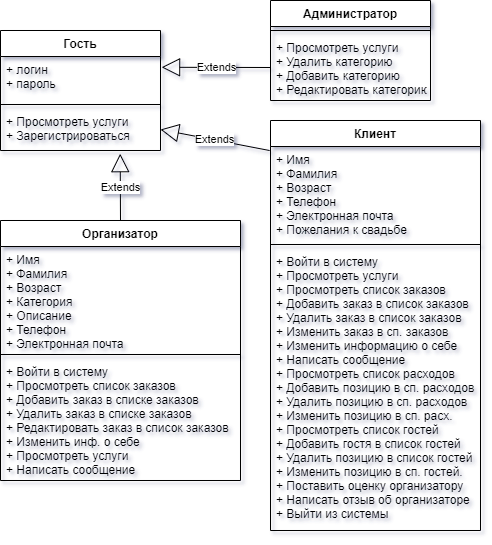 Гость
+ логин
+ пароль
+ Просмотреть услуги
+ Зарегистрироваться
Extends
Администратор
+ Просмотреть услуги
+ Удалить категорию
+ Добавить категорию
+ Редактировать категорик
Extends
Extends
Организатор
+ Имя
+ Фамилия
+ Возраст
+ Категория
+ Описание
+ Телефон
+ Электронная почта
+ Войти в систему
+ Просмотреть список заказов
+ Добавить заказ в списке заказов
+ Удалить заказ в списке заказов
+ Редактировать заказ в список заказов
+ Изменить инф. о себе
+ Просмотреть услуги
+ Написать сообщение
Клиент
+ Имя
+ Фамилия
+ Возраст
+ Телефон
+ Электронная почта
+ Пожелания к свадьбе
+ Войти в систему
+ Просмотреть услуги
+ Просмотреть список заказов
+ Добавить заказ в список заказов
+ Удалить заказ в список заказов
+ Изменить заказ в сп. заказов
+ Изменить информацию о себе
+ Написать сообщение
+ Просмотреть список расходов
+ Добавить позицию в сп. расходов
+ Удалить позицию в сп. расходов
+ Изменить позицию в сп. расх.
+ Просмотреть список гостей
+ Добавить гостя в список гостей
+ Удалить позицию в список гостей
+ Изменить позицию в сп. гостей.
+ Поставить оценку организатору
+ Написать отзыв об организаторе
+ Выйти из системы